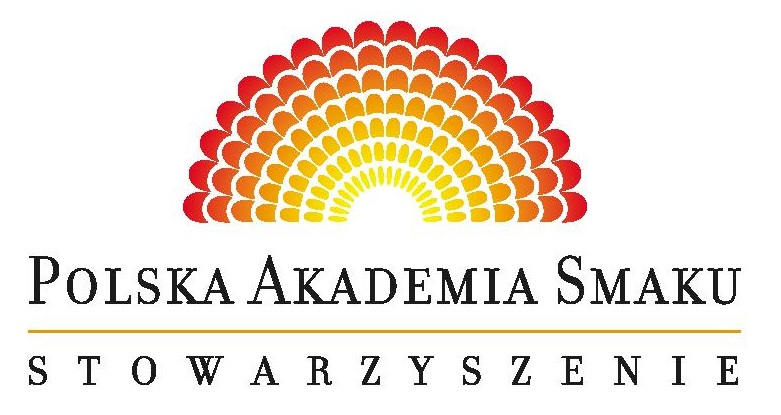 POLSKA AKADEMIA SMAKU
STOWARZYSZENIE